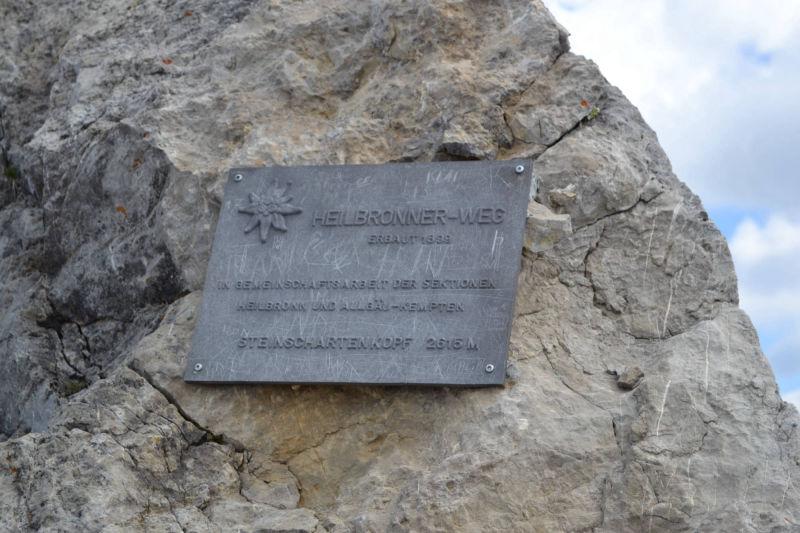 HEILBRONNER-WEG
ERBAUT 1899
IN GEMEINSCHAFTSARBEIT DER SEKTIONEN
HEILBRONN UND ALLGÄU-KEMPTEN
STEINSCHARTENKOPF 2615 M